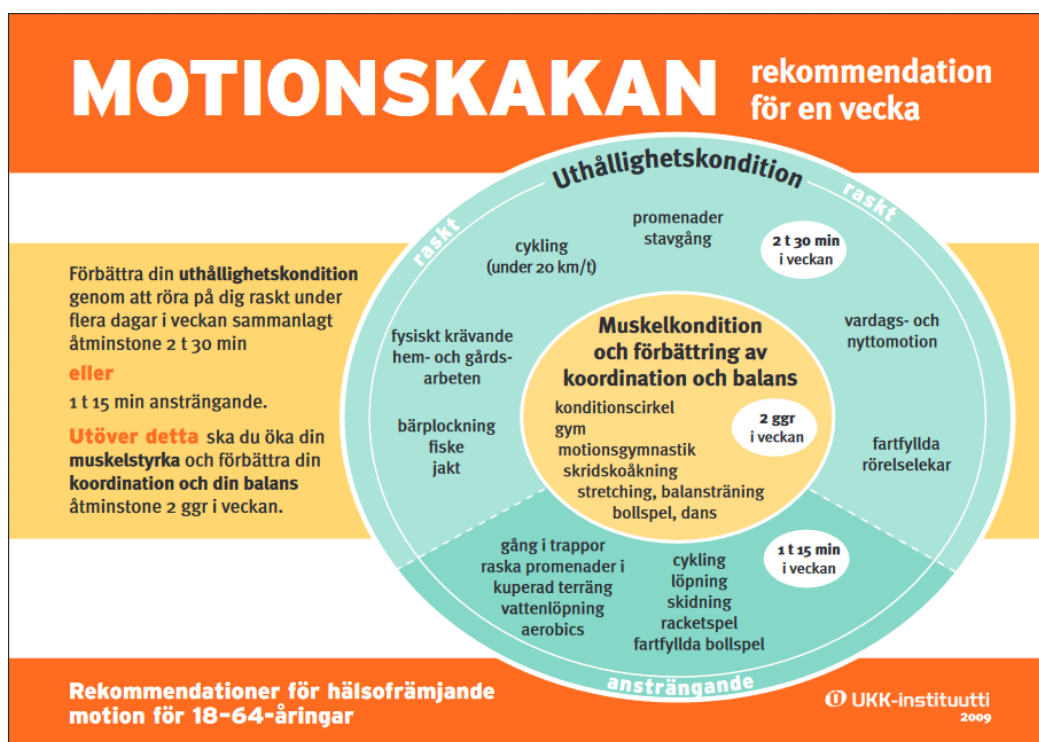 MOTIONSKAKAN
rekommendation
för en vecka
Förbättra din uthållighetskondition
genom att röra på dig raskt under
flera dagar i veckan sammanlagt
åtminstone 2 t 30 min
eller
1 t 15 min ansträngande.
Utöver detta ska du öka din
muskelstyrka och förbättra din
koordination och din balans
åtminstone 2 ggr i veckan.
Uthållighetskondition
raskt
raskt
promenader
stavgång
2 t 30 min
i veckan
cykling
(under 20 km/t)
fysiskt krävande
hem- och gårds-
arbeten
vardags- och
nyttomotion
bärplockning
fiske
jakt
fartfyllda
rörelselekar
Muskelkondition
och förbättring av
koordination och balans
konditionscirkel
gym
motionsgymnastik
skridskoåkning
stretching, balansträning
bollspel, dans
2 ggr
i veckan
gång i trappor
raska promenader i
kuperad terräng
vattenlöpning
aerobics
cykling
löpning
skidning
racketspel
fartfyllda bollspel
1 t 15 min
i veckan
ansträngande
Rekommendationer för hälsofrämjande
motion för 18–64-åringar
UKK-instituutti
2009